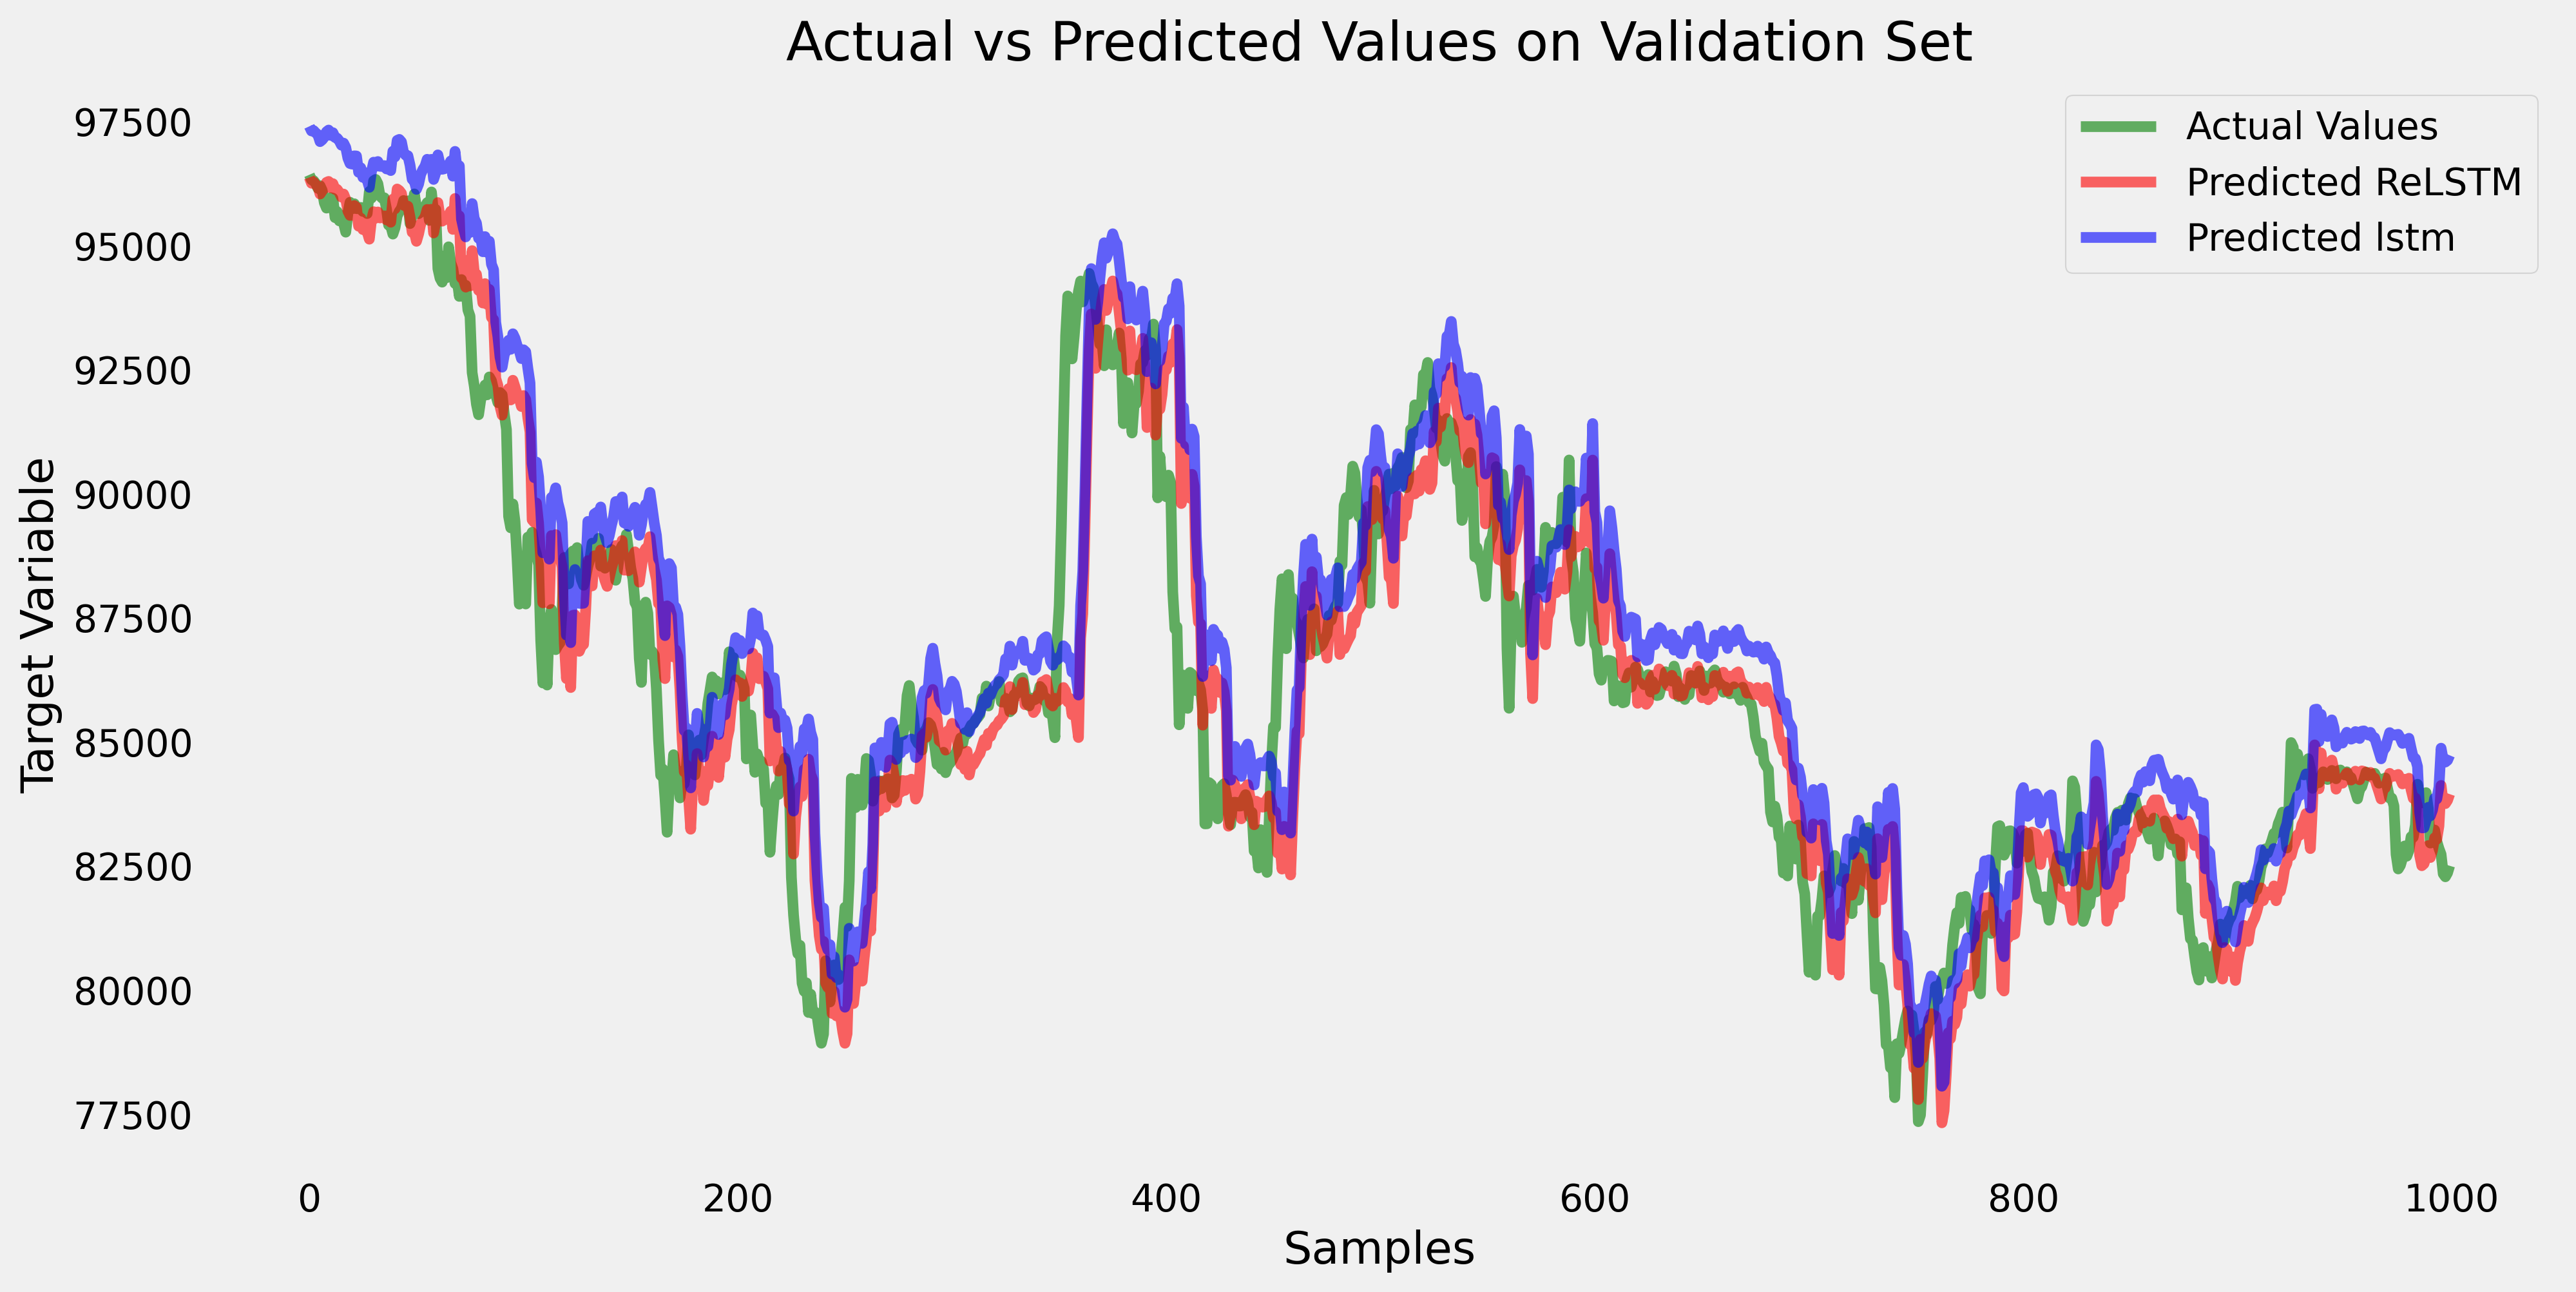 Actual vs Predicted Values on Validation Set
Actual Values
Predicted ReLSTM
Predicted lstm
Target Variable
97500
95000
92500
90000
87500
85000
82500
80000
77500
0 200 400 600 800 1000
Samples